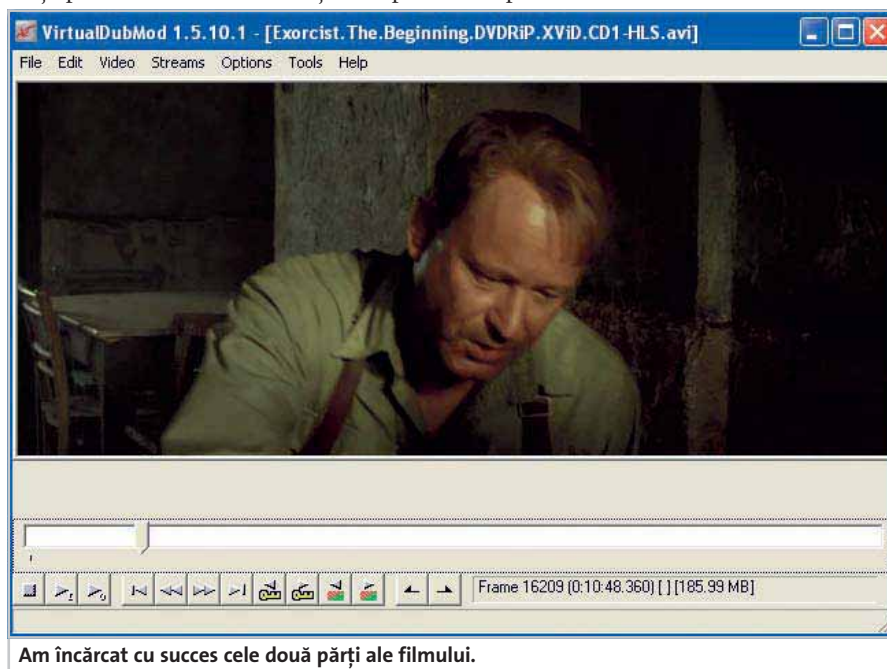 VirtualDubMod 1.5.10.1 - [Exorcist.The.Beginning.DVDRiP.XViD.CD1-HLS.avi]
File Edit Video Streams Options Tools Help
Frame 16209 (0:10:48.360) [ ] [185.99 MB]
Am încărcat cu succes cele două părți ale filmului.